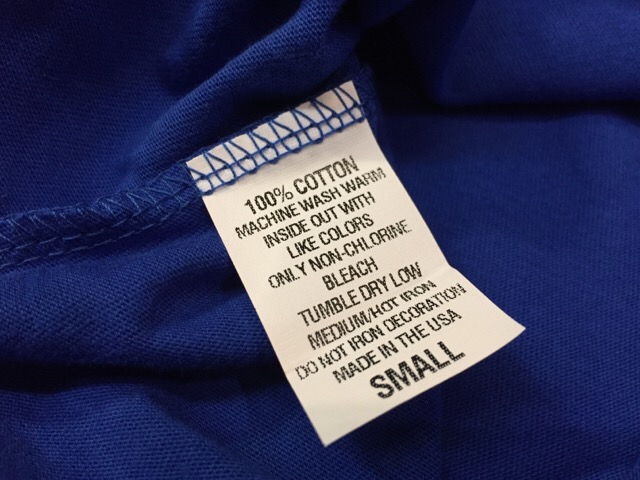 100% COTTON
MACHINE WASH WARM
INSIDE OUT WITH
LIKE COLORS
ONLY NON-CHLORINE
BLEACH
TUMBLE DRY LOW
MEDIUM/HOT IRON
DO NOT IRON DECORATION
MADE IN THE USA
SMALL